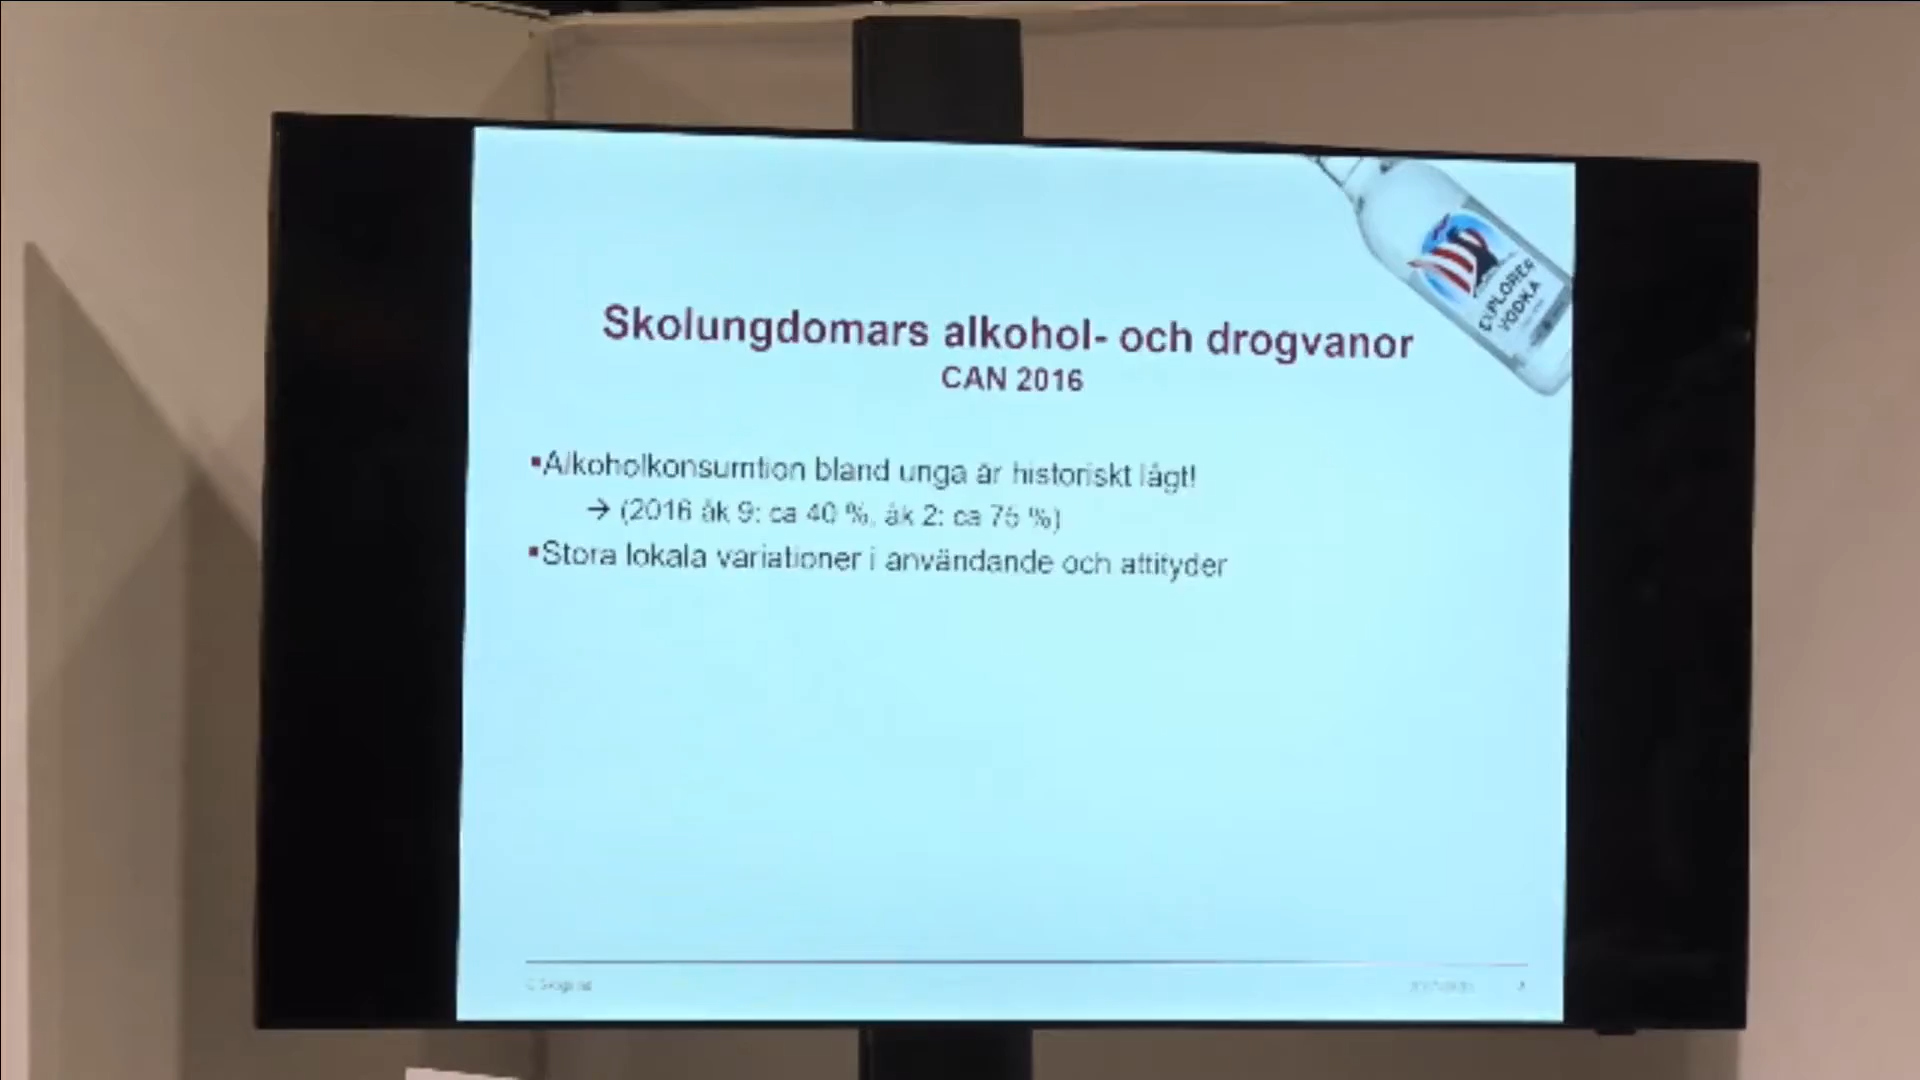 Skolungdomars alkohol- och drogvanor
CAN 2016
▪Alkoholkonsumtion bland unga är historiskt lågt!
→ (2016 åk 9: ca 40 %, åk 2: ca 75 %)
▪Stora lokala variationer i användande och attityder
EXPLORER
VODKA